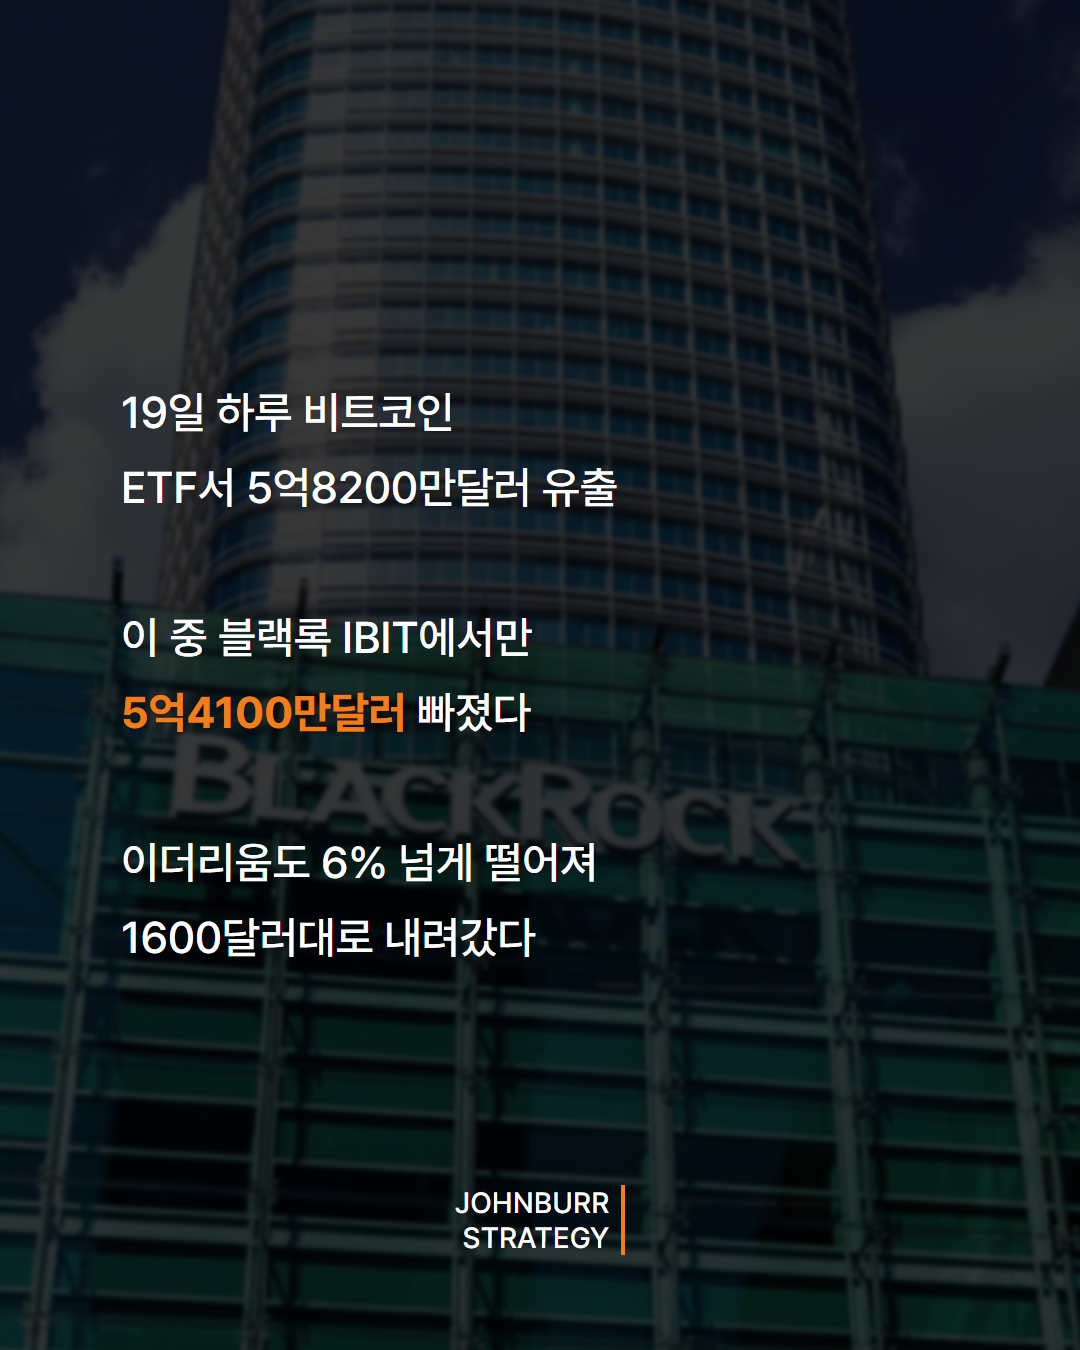 19일 하루 비트코인
ETF서 5억8200만달러 유출
이 중 블랙록 IBIT에서만
5억4100만달러 빠졌다
BLACKROCK
이더리움도 6% 넘게 떨어져
1600달러대로 내려갔다
JOHNBURR
STRATEGY